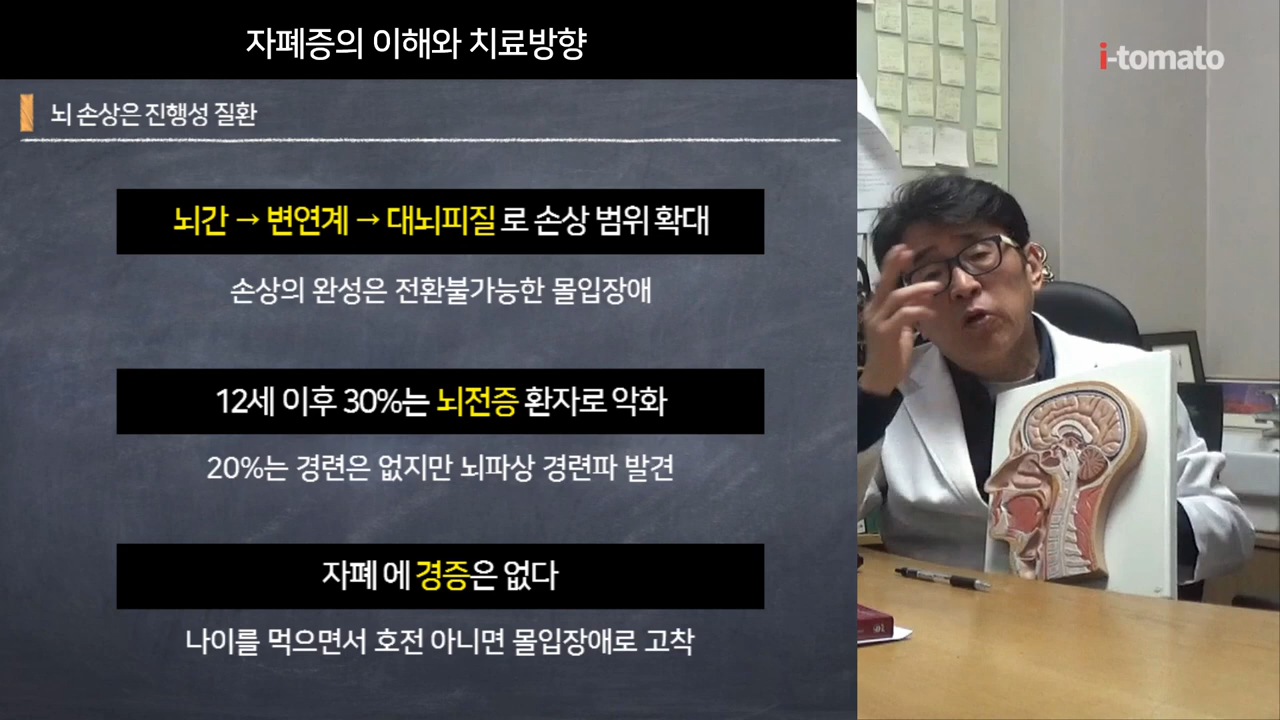 자폐증의 이해와 치료방향
i-tomato
뇌 손상은 진행성 질환
뇌간 → 변연계 → 대뇌피질 로 손상 범위 확대
손상의 완성은 전환불가능한 몰입장애
12세 이후 30%는 뇌전증 환자로 악화
20%는 경련은 없지만 뇌파상 경련파 발견
자폐 에 경증은 없다
나이를 먹으면서 호전 아니면 몰입장애로 고착